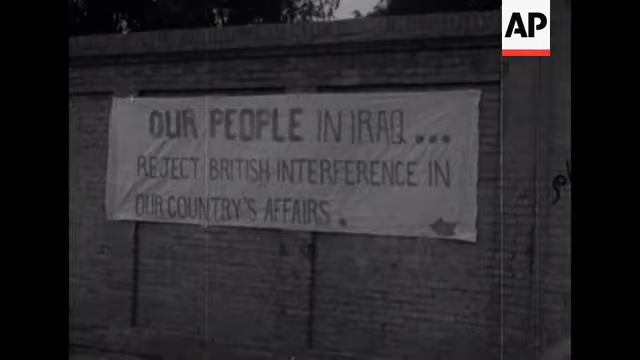 AP
OUR PEOPLE IN IRAQ ...
REJECT BRITISH INTERFERENCE IN
OUR COUNTRY'S AFFAIRS .